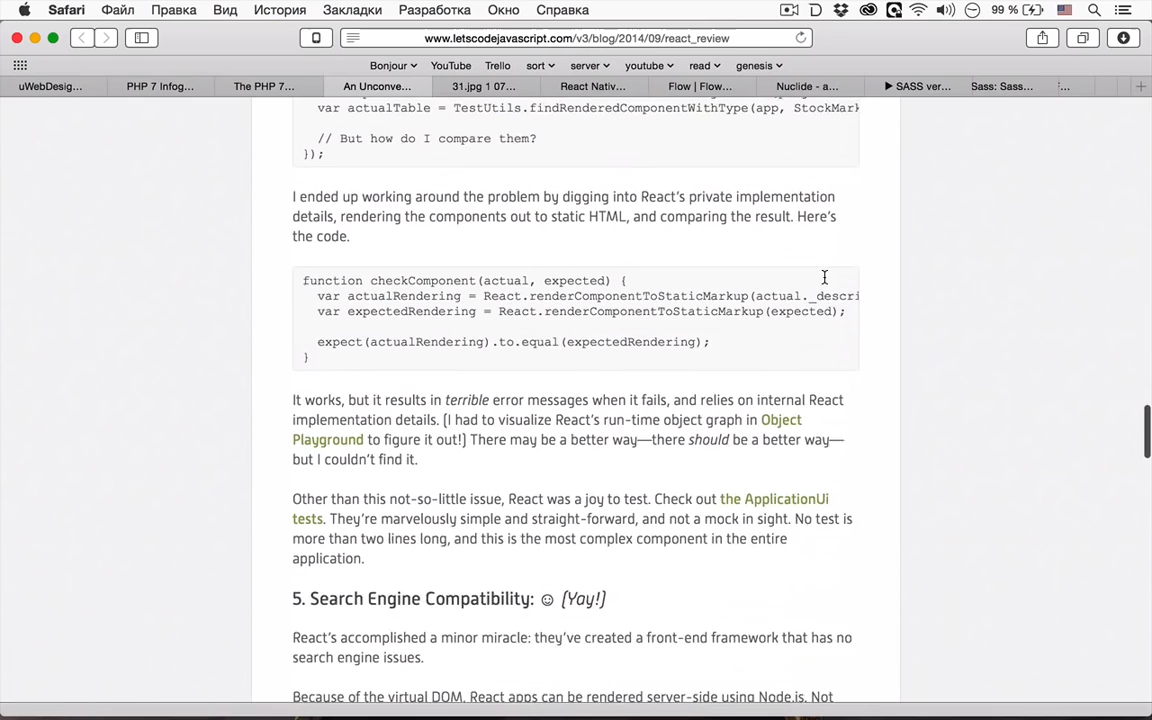 Safari Файл Правка Вид История Закладки Разработка Окно Справка 99 %
www.letscodejavascript.com/v3/blog/2014/09/react_review
Bonjour YouTube Trello sort server youtube read genesis
uWebDesig... PHP 7 Infog... The PHP 7... An Unconve... 31.jpg 1 07... React Nativ... Flow | Flow... Nuclide - a... ▶ SASS ver... Sass: Sass... ...
var actualTable = TestUtils.findRenderedComponentWithType(app, StockMark
// But how do I compare them?
});
I ended up working around the problem by digging into React's private implementation
details, rendering the components out to static HTML, and comparing the result. Here's
the code.
function checkComponent(actual, expected) {
var actualRendering = React.renderComponentToStaticMarkup(actual._descri
var expectedRendering = React.renderComponentToStaticMarkup(expected);
expect(actualRendering).to.equal(expectedRendering);
}
It works, but it results in terrible error messages when it fails, and relies on internal React
implementation details. (I had to visualize React's run-time object graph in Object
Playground to figure it out!) There may be a better way—there should be a better way—
but I couldn't find it.
Other than this not-so-little issue, React was a joy to test. Check out the ApplicationUi
tests. They're marvelously simple and straight-forward, and not a mock in sight. No test is
more than two lines long, and this is the most complex component in the entire
application.
5. Search Engine Compatibility: ☺ (Yay!)
React's accomplished a minor miracle: they've created a front-end framework that has no
search engine issues.
Because of the virtual DOM, React apps can be rendered server-side using Node.js. Not